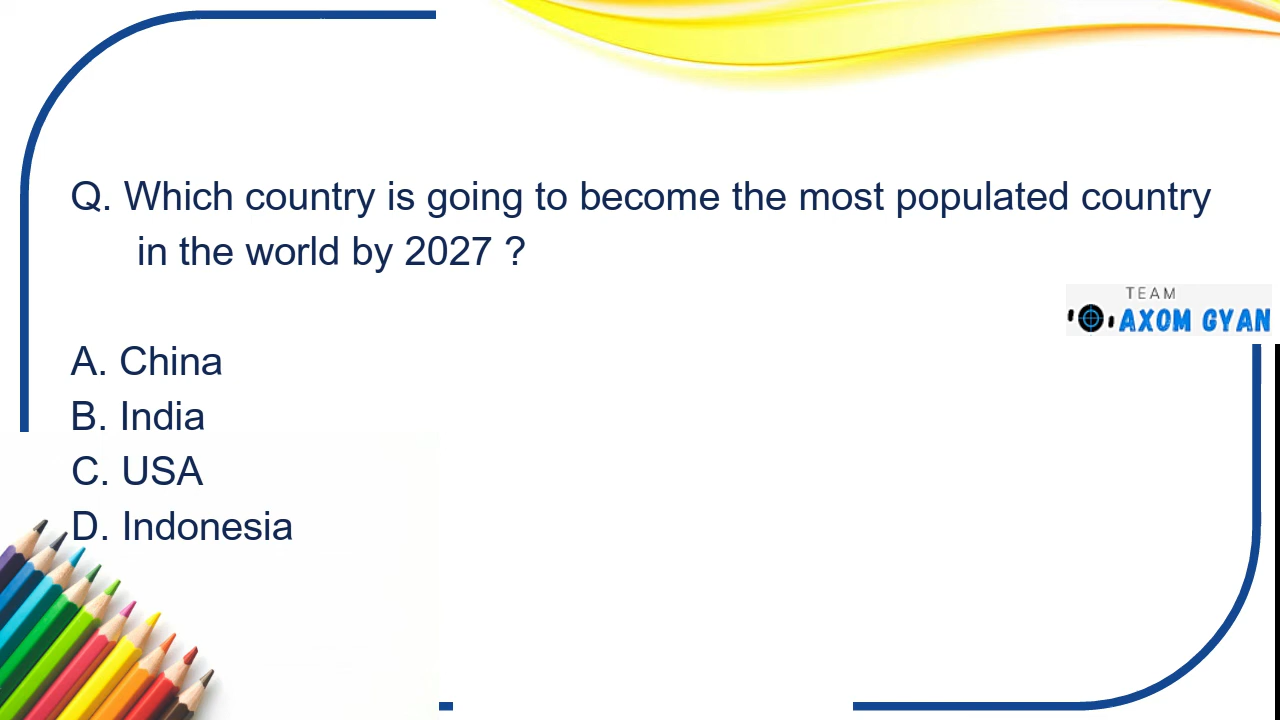 Q. Which country is going to become the most populated country
in the world by 2027 ?
TEAM
AXOM GYAN
A. China
B. India
C. USA
D. Indonesia